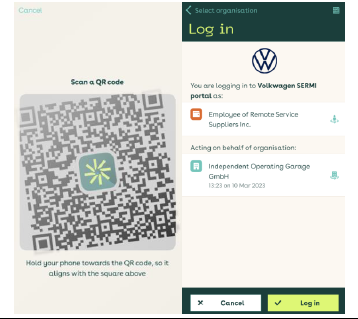 Cancel
Scan a QR code
Hold your phone towards the QR code, so it
aligns with the square above
Select organisation
Log in
You are logging in to Volkswagen SERMI
portal as:
Employee of Remote Service
Suppliers Inc.
Acting on behalf of organisation:
Independent Operating Garage
GmbH
13:23 on 10 Mar 2023
Cancel
Log in